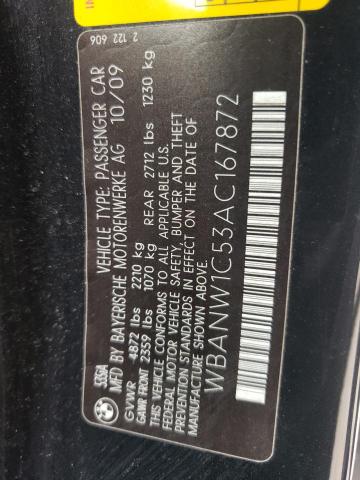 2 122 606
535A
VEHICLE TYPE: PASSENGER CAR
MFD BY BAYERISCHE MOTORENWERKE AG 10/09
GVWR 4872 lbs 2210 kg
GAWR FRONT 2359 lbs 1070 kg REAR 2712 lbs 1230 kg
THIS VEHICLE CONFORMS TO ALL APPLICABLE U.S.
FEDERAL MOTOR VEHICLE SAFETY, BUMPER AND THEFT
PREVENTION STANDARDS IN EFFECT ON THE DATE OF
MANUFACTURE SHOWN ABOVE.
WBANW1C53AC167872